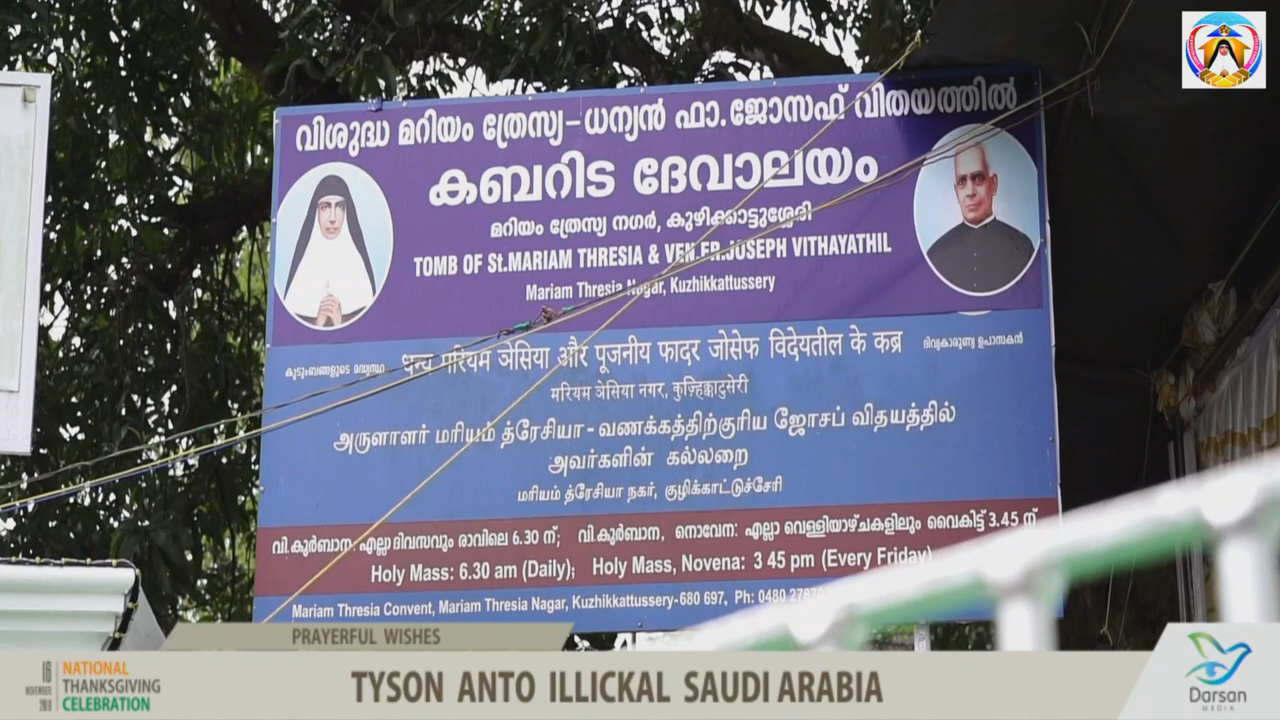 വിശുദ്ധ മറിയം ത്രേസ്യ-ധന്യൻ ഫാ.ജോസഫ് വിതയത്തിൽ
കബറിട ദേവാലയം
മറിയം ത്രേസ്യ നഗർ, കുഴിക്കാട്ടുശ്ശേരി
TOMB OF St.MARIAM THRESIA & VEN.FR.JOSEPH VITHAYATHIL
Mariam Thresia Nagar, Kuzhikkattussery
കുടുംബങ്ങളുടെ മദ്ധ്യസ്ഥ
धन्य मरियम त्रेसिया और पूजनीय फादर जोसेफ विदेयतील के कब्र
ദിവ്യകാരുണ്യ ഉപാസകൻ
मरियम त्रेसिया नगर, कुज़्हिक्काटुसेरी
அருளாளர் மரியம் த்ரேசியா-வணக்கத்திற்குரிய ஜோசப் விதயத்தில்
அவர்களின் கல்லறை
மரியம் த்ரேசியா நகர், குழிக்காட்டுச்சேரி
വി.കുർബാന: എല്ലാദിവസവും രാവിലെ 6.30 ന്; വി.കുർബാന, നൊവേന: എല്ലാ വെള്ളിയാഴ്ചകളിലും വൈകിട്ട് 3.45 ന്
Holy Mass: 6.30 am (Daily); Holy Mass, Novena: 3 45 pm (Every Friday)
Mariam Thresia Convent, Mariam Thresia Nagar, Kuzhikkattussery-680 697, Ph: 0480
PRAYERFUL WISHES
16
NOVEMBER
NATIONAL
THANKSGIVING
CELEBRATION
TYSON ANTO ILLICKAL SAUDI ARABIA
Darsan
MEDIA